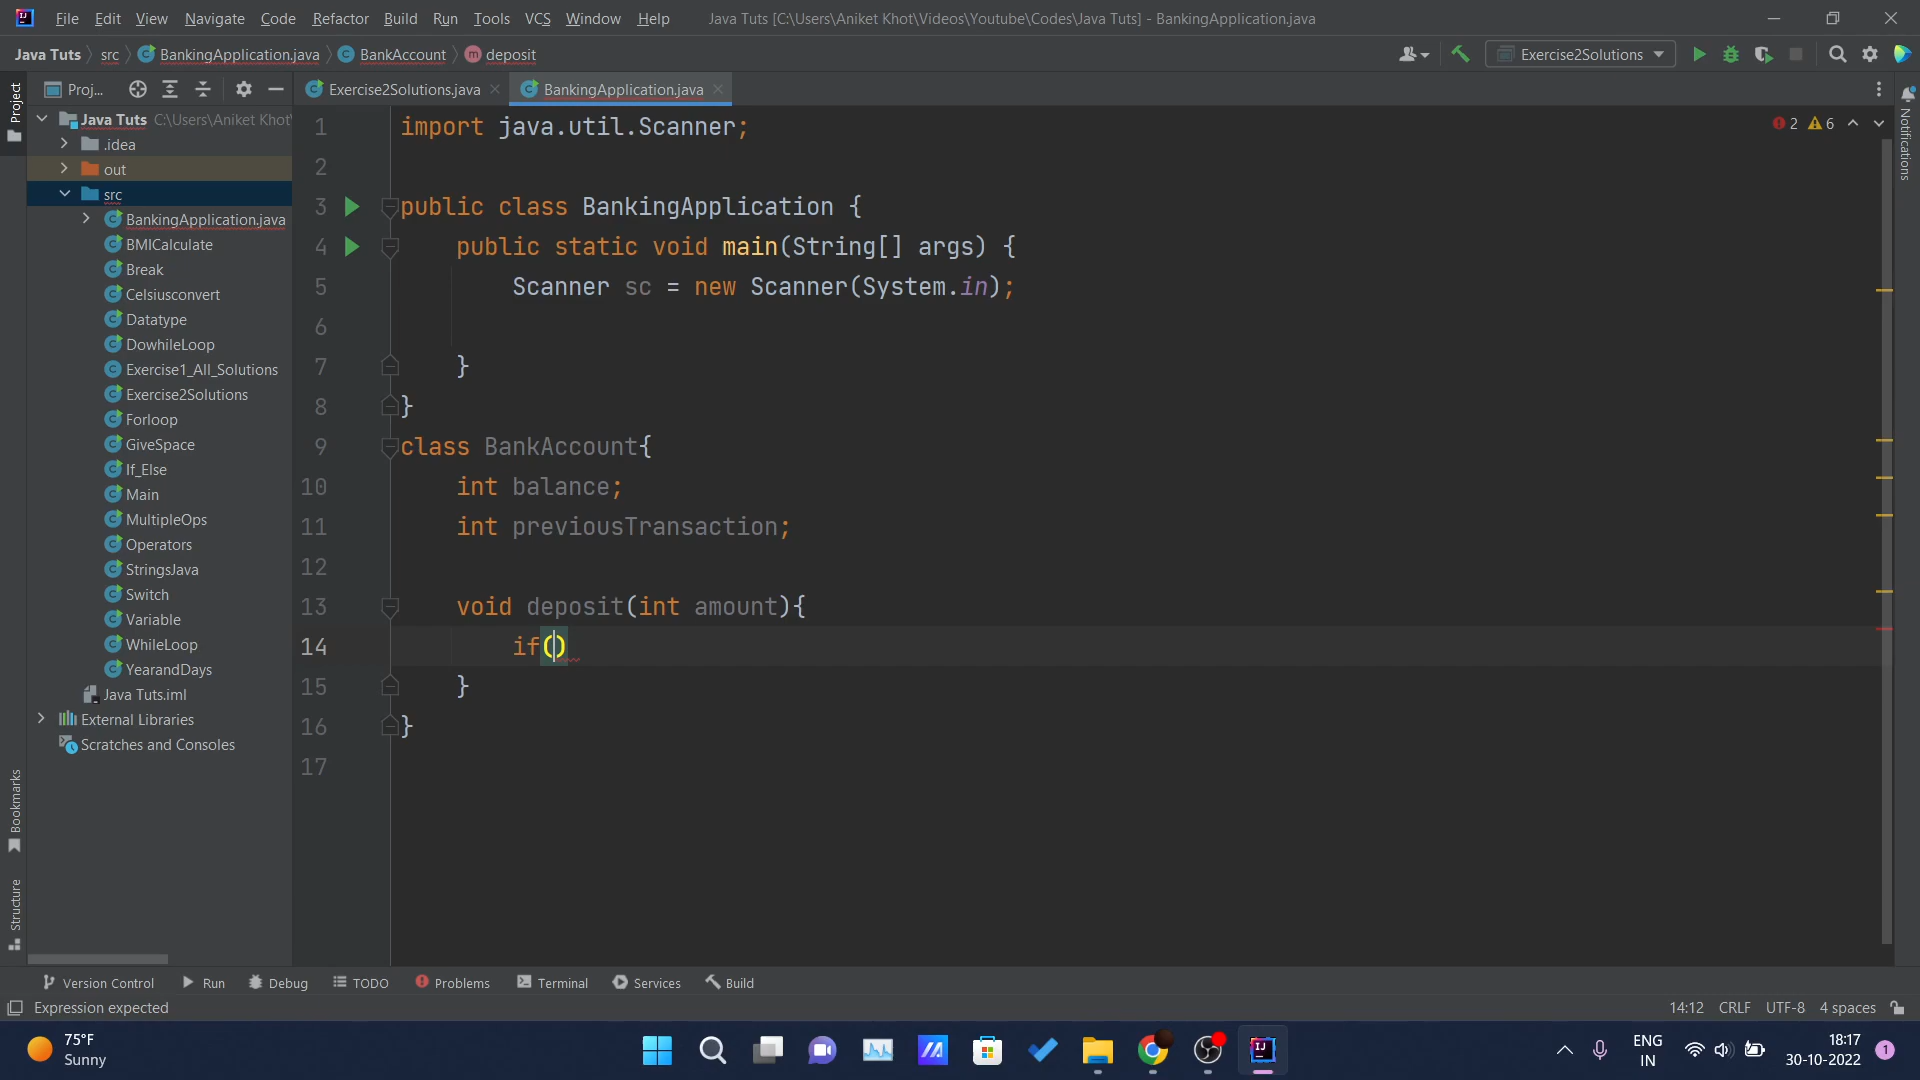 File Edit View Navigate Code Refactor Build Run Tools VCS Window Help Java Tuts [C:\Users\Aniket Khot\Videos\Youtube\Codes\Java Tuts] - BankingApplication.java
Java Tuts src BankingApplication.java BankAccount deposit Exercise2Solutions
Project
Proj...
Exercise2Solutions.java BankingApplication.java
Notifications
Java Tuts C:\Users\Aniket Khot\
.idea
out
src
BankingApplication.java
BMICalculate
Break
Celsiusconvert
Datatype
DowhileLoop
Exercise1_All_Solutions
Exercise2Solutions
Forloop
GiveSpace
If_Else
Main
MultipleOps
Operators
StringsJava
Switch
Variable
WhileLoop
YearandDays
Java Tuts.iml
External Libraries
Scratches and Consoles
2 6
1 import java.util.Scanner;
2
3 public class BankingApplication {
4 public static void main(String[] args) {
5 Scanner sc = new Scanner(System.in);
6
7 }
8 }
9 class BankAccount{
10 int balance;
11 int previousTransaction;
12
13 void deposit(int amount){
14 if()
15 }
16 }
17
Bookmarks
Structure
Version Control Run Debug TODO Problems Terminal Services Build
Expression expected 14:12 CRLF UTF-8 4 spaces
75°F
Sunny
ENG
IN
18:17
30-10-2022
1